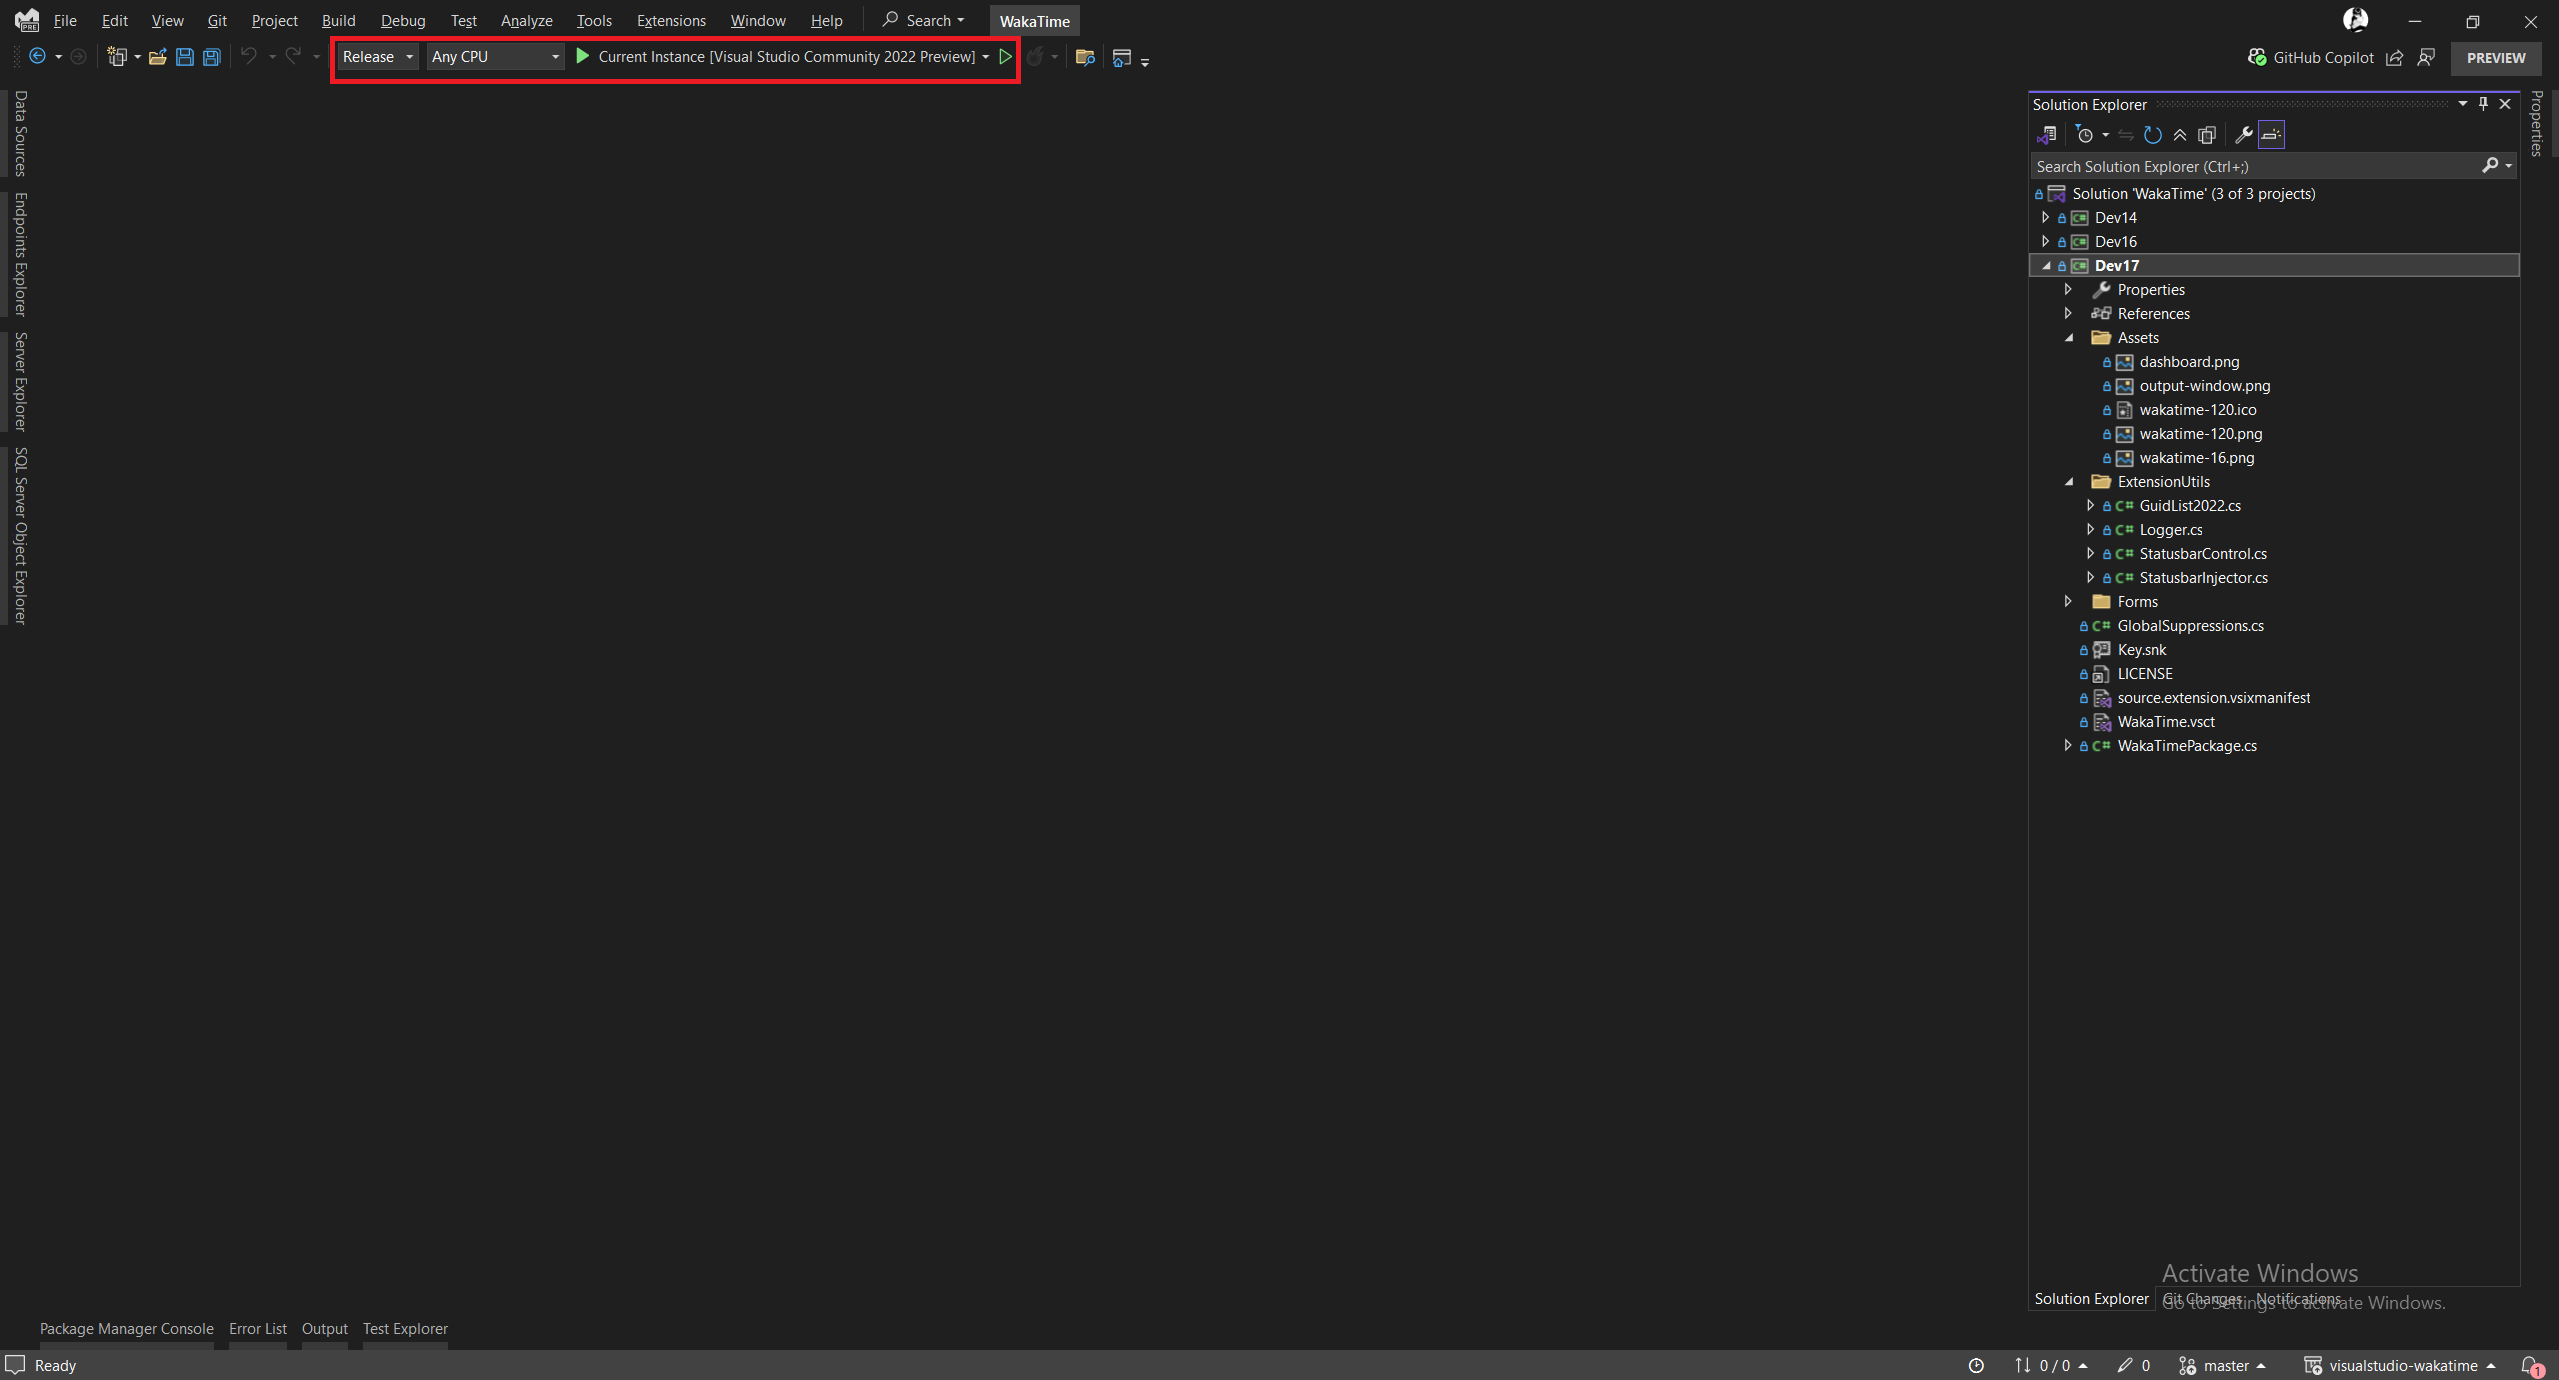 File Edit View Git Project Build Debug Test Analyze Tools Extensions Window Help Search WakaTime
PRE
Release Any CPU Current Instance [Visual Studio Community 2022 Preview] GitHub Copilot PREVIEW
Data Sources
Endpoints Explorer
Server Explorer
SQL Server Object Explorer
Solution Explorer
Properties
Search Solution Explorer (Ctrl+;)
Solution 'WakaTime' (3 of 3 projects)
C# Dev14
C# Dev16
C# Dev17
Properties
References
Assets
dashboard.png
output-window.png
wakatime-120.ico
wakatime-120.png
wakatime-16.png
ExtensionUtils
C# GuidList2022.cs
C# Logger.cs
C# StatusbarControl.cs
C# StatusbarInjector.cs
Forms
C# GlobalSuppressions.cs
Key.snk
LICENSE
source.extension.vsixmanifest
WakaTime.vsct
C# WakaTimePackage.cs
Activate Windows
Go to Settings to activate Windows.
Solution Explorer Git Changes Notifications
Package Manager Console Error List Output Test Explorer
Ready 0 / 0 0 master visualstudio-wakatime 1